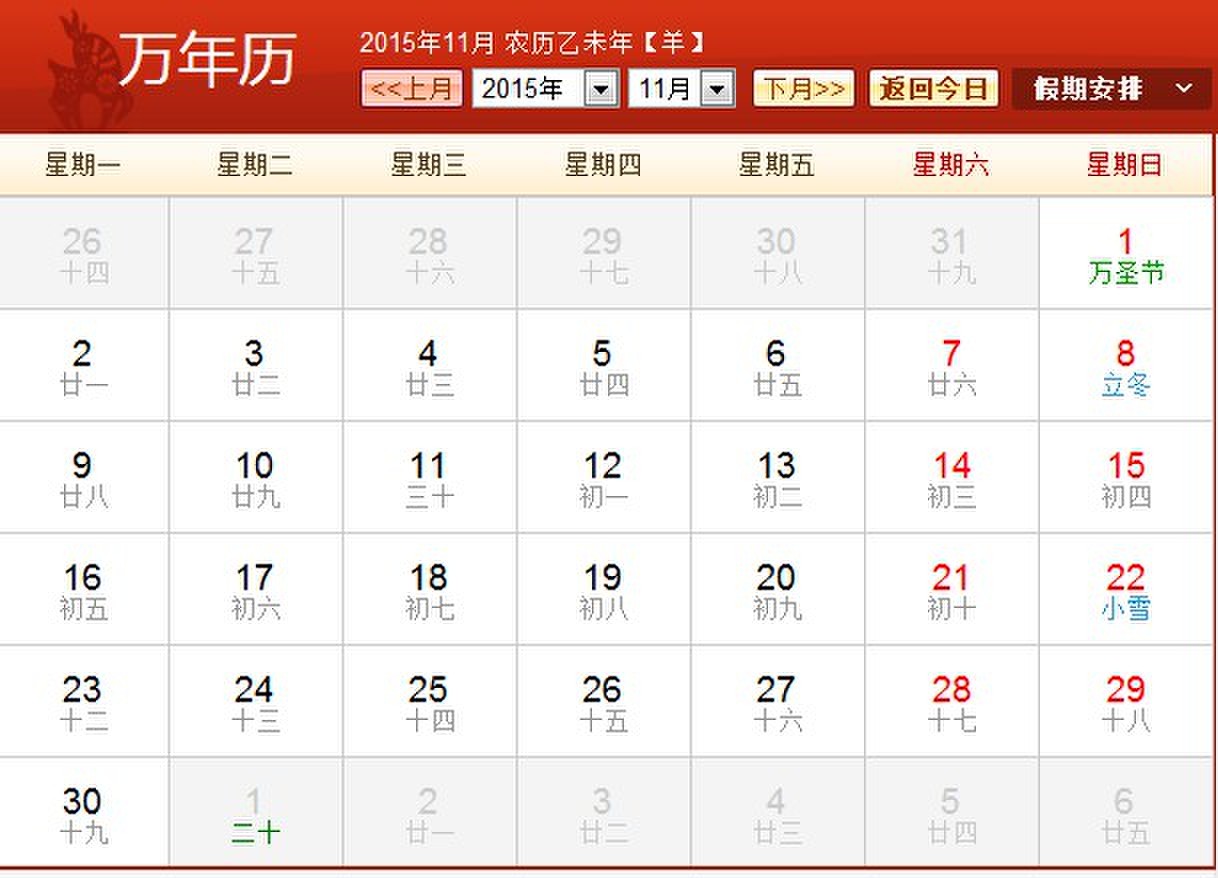 万年历
2015年11月 农历乙未年【羊】
<<上月 2015年 11月 下月>> 返回今日 假期安排
星期一 星期二 星期三 星期四 星期五 星期六 星期日
26 27 28 29 30 31 1
十四 十五 十六 十七 十八 十九 万圣节
2 3 4 5 6 7 8
廿一 廿二 廿三 廿四 廿五 廿六 立冬
9 10 11 12 13 14 15
廿八 廿九 三十 初一 初二 初三 初四
16 17 18 19 20 21 22
初五 初六 初七 初八 初九 初十 小雪
23 24 25 26 27 28 29
十二 十三 十四 十五 十六 十七 十八
30 1 2 3 4 5 6
十九 二十 廿一 廿二 廿三 廿四 廿五